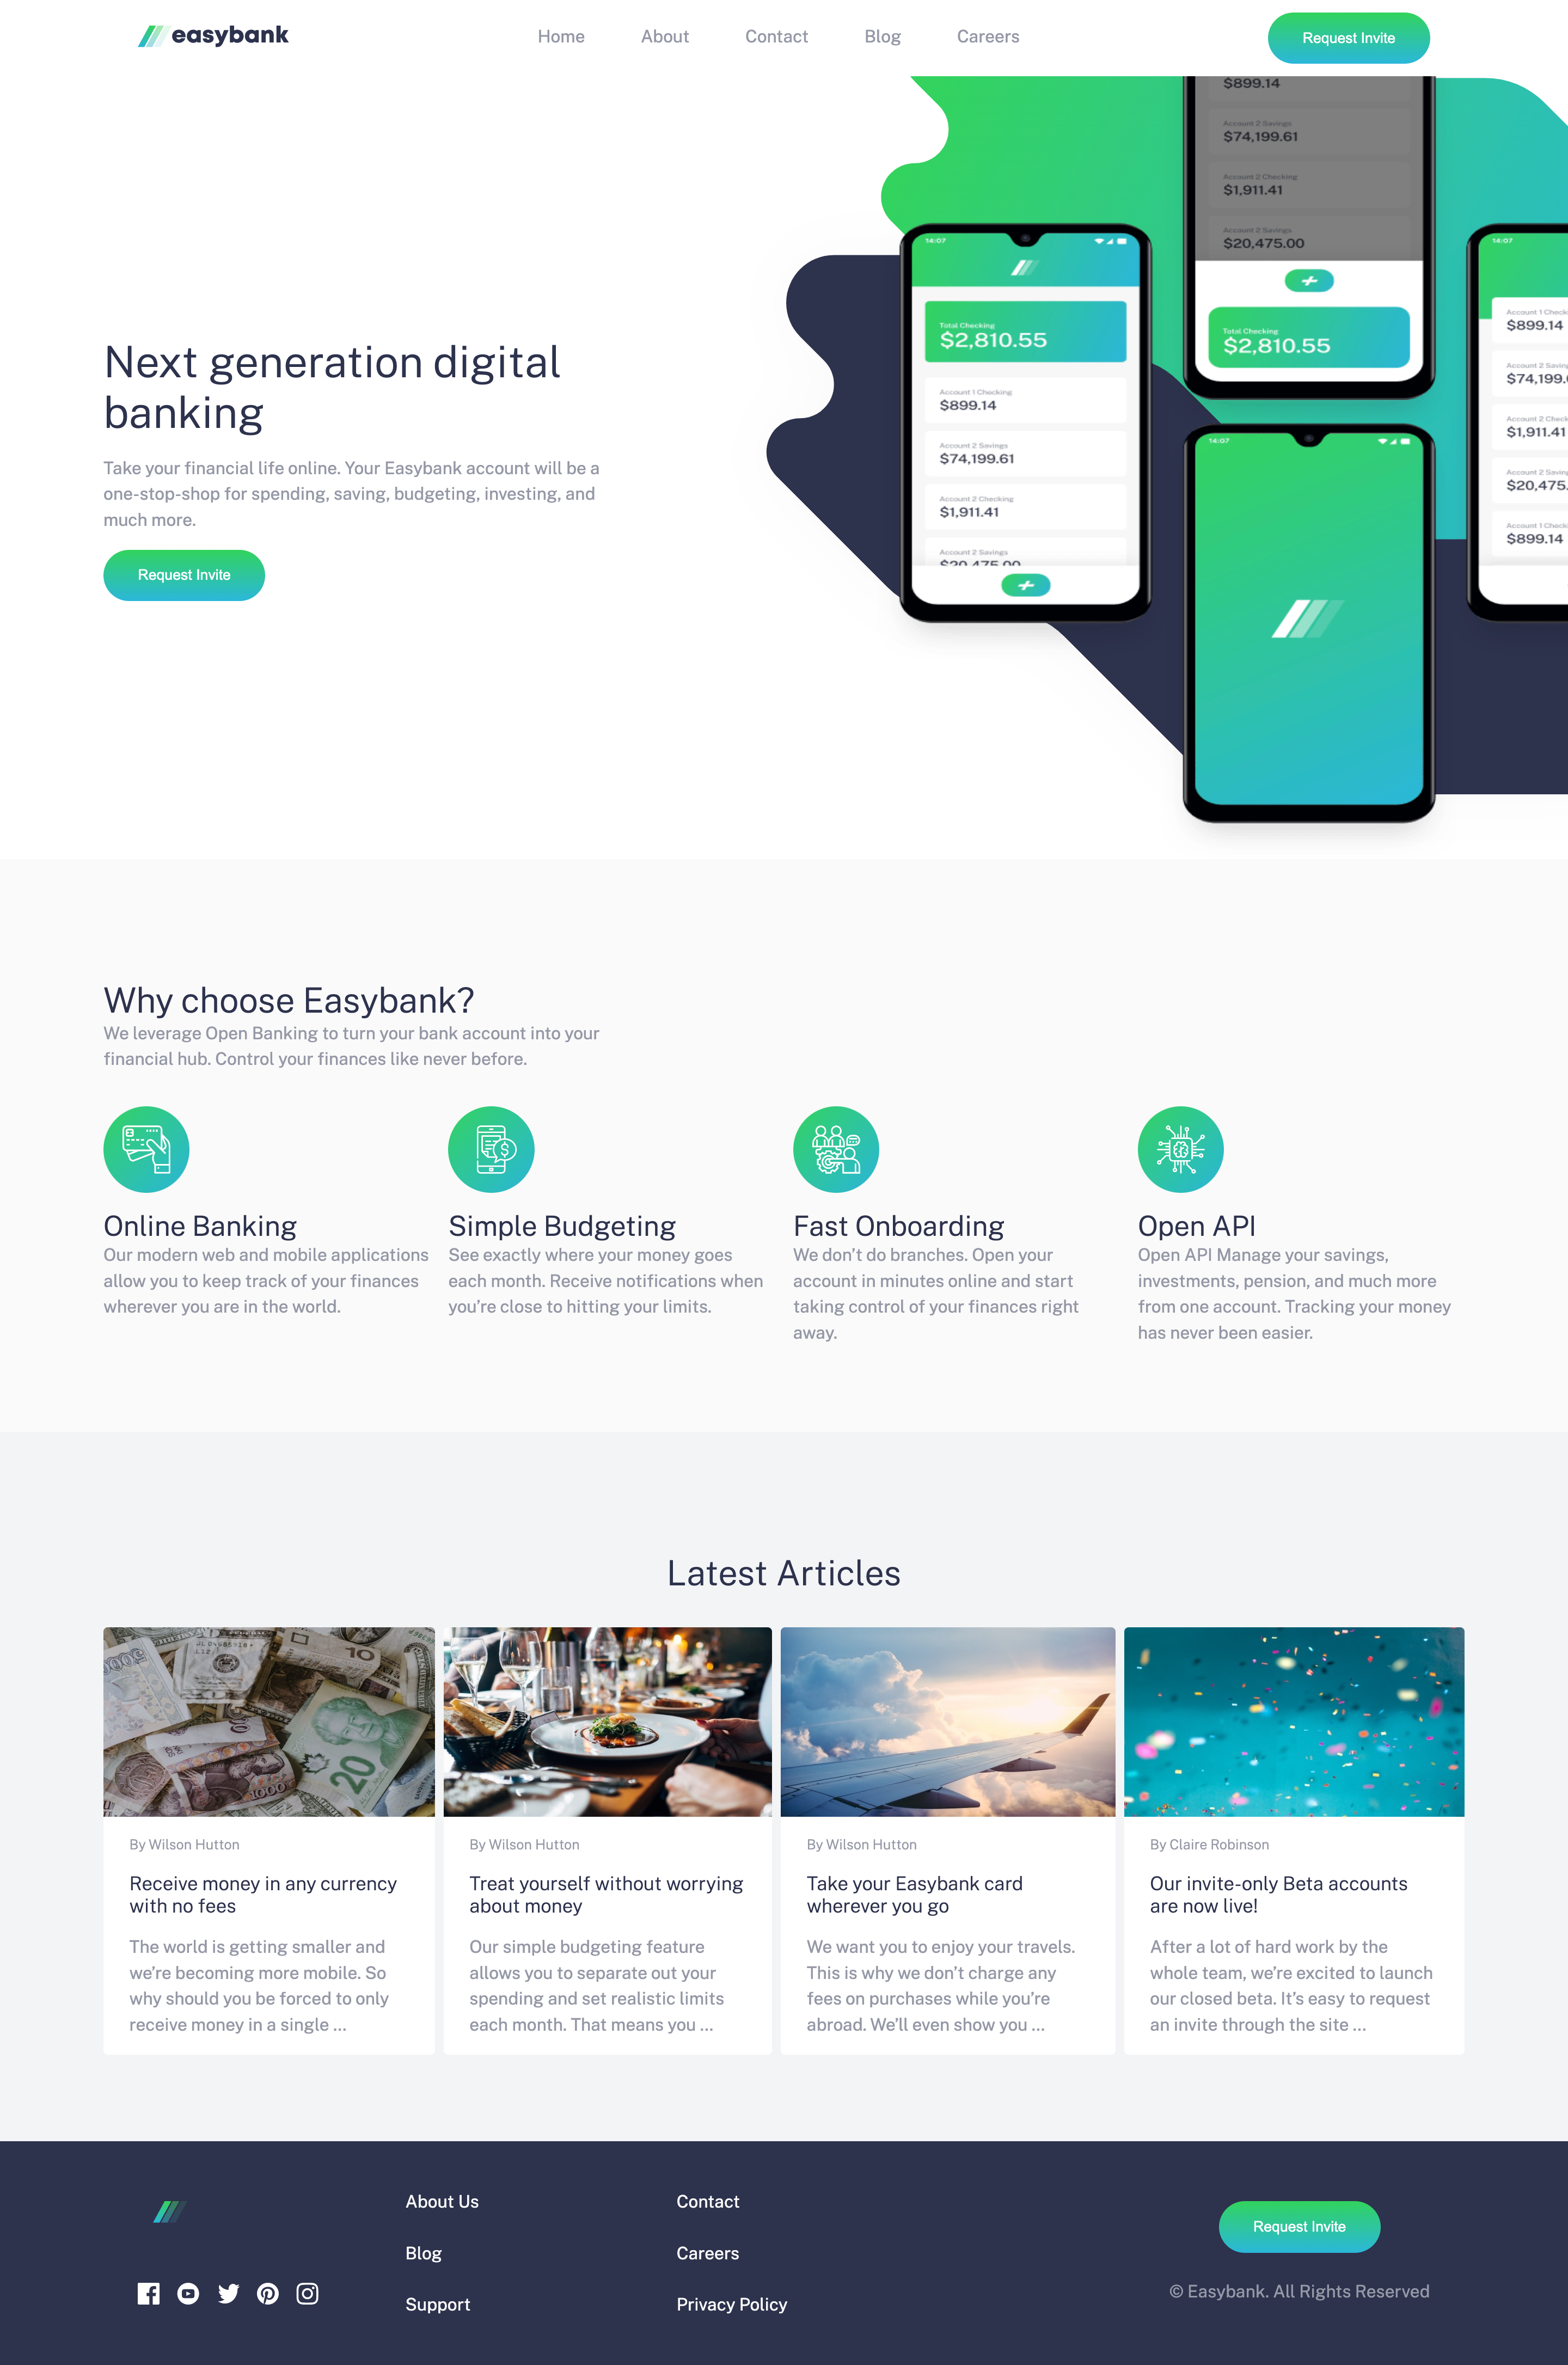 easybank
Home
About
Contact
Blog
Careers
Request Invite
$899.14
Account 2 Savings
$74,199.61
Account 2 Checking
$1,911.41
Account 2 Savings
$20,475.00
Total Checking
$2,810.55
14:07
Total Checking
$2,810.55
Account 1 Checking
$899.14
Account 2 Savings
$74,199.61
Account 2 Checking
$1,911.41
Account 2 Savings
$20,475.00
14:07
14:07
Account 1
$899.14
Account 2
$74,199
Account 2
$1,911.41
Account 2
$20,475.
Account 1
$899.14
Next generation digital
banking
Take your financial life online. Your Easybank account will be a
one-stop-shop for spending, saving, budgeting, investing, and
much more.
Request Invite
Why choose Easybank?
We leverage Open Banking to turn your bank account into your
financial hub. Control your finances like never before.
Online Banking
Our modern web and mobile applications
allow you to keep track of your finances
wherever you are in the world.
Simple Budgeting
See exactly where your money goes
each month. Receive notifications when
you’re close to hitting your limits.
Fast Onboarding
We don’t do branches. Open your
account in minutes online and start
taking control of your finances right
away.
Open API
Open API Manage your savings,
investments, pension, and much more
from one account. Tracking your money
has never been easier.
Latest Articles
10
20
1000
By Wilson Hutton
Receive money in any currency
with no fees
The world is getting smaller and
we’re becoming more mobile. So
why should you be forced to only
receive money in a single …
By Wilson Hutton
Treat yourself without worrying
about money
Our simple budgeting feature
allows you to separate out your
spending and set realistic limits
each month. That means you …
By Wilson Hutton
Take your Easybank card
wherever you go
We want you to enjoy your travels.
This is why we don’t charge any
fees on purchases while you’re
abroad. We’ll even show you …
By Claire Robinson
Our invite-only Beta accounts
are now live!
After a lot of hard work by the
whole team, we’re excited to launch
our closed beta. It’s easy to request
an invite through the site …
About Us
Blog
Support
Contact
Careers
Privacy Policy
Request Invite
© Easybank. All Rights Reserved